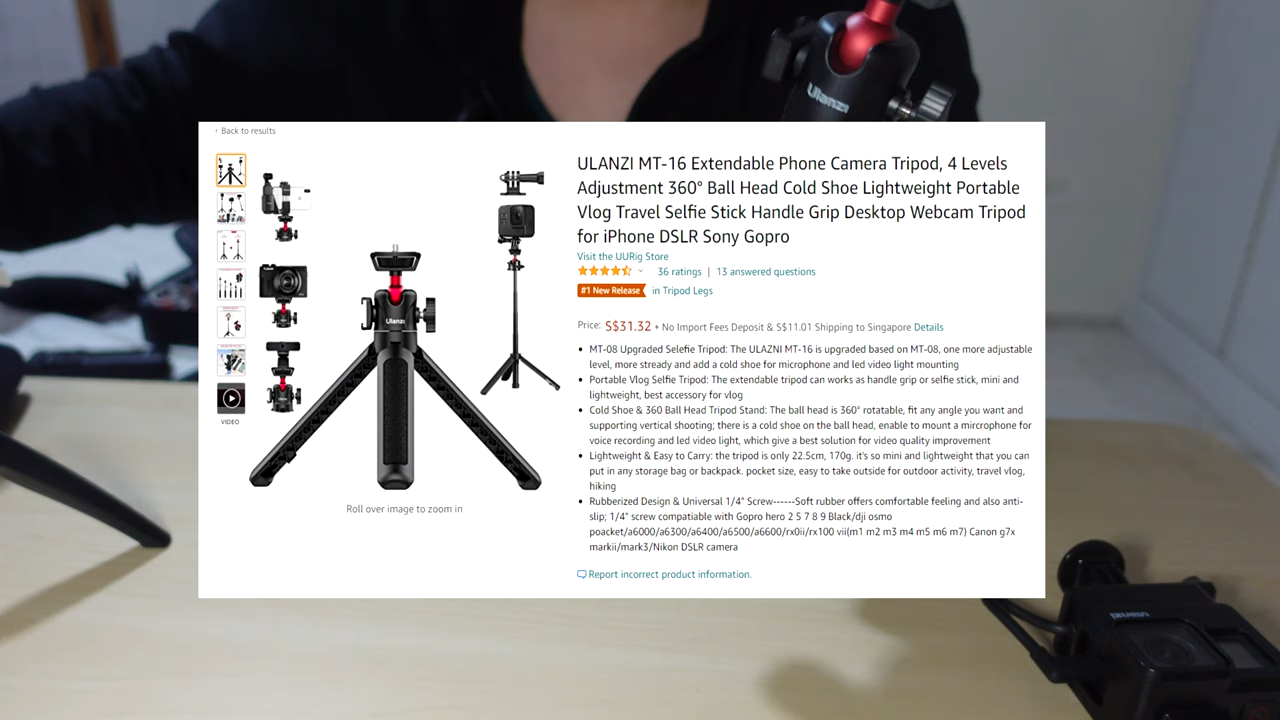 Ulanzi
‹ Back to results
ULANZI MT-16 Extendable Phone Camera Tripod, 4 Levels
Adjustment 360° Ball Head Cold Shoe Lightweight Portable
Vlog Travel Selfie Stick Handle Grip Desktop Webcam Tripod
for iPhone DSLR Sony Gopro
Visit the UURig Store
36 ratings | 13 answered questions
#1 New Release in Tripod Legs
Price: S$31.32 + No Import Fees Deposit & S$11.01 Shipping to Singapore Details
• MT-08 Upgraded Selefie Tripod: The ULAZNI MT-16 is upgraded based on MT-08, one more adjustable
level, more stready and add a cold shoe for microphone and led video light mounting
• Portable Vlog Selfie Tripod: The extendable tripod can works as handle grip or selfie stick, mini and
lightweight, best accessory for vlog
• Cold Shoe & 360 Ball Head Tripod Stand: The ball head is 360° rotatable, fit any angle you want and
supporting vertical shooting; there is a cold shoe on the ball head, enable to mount a mircrophone for
voice recording and led video light, which give a best solution for video quality improvement
• Lightweight & Easy to Carry: the tripod is only 22.5cm, 170g. it's so mini and lightweight that you can
put in any storage bag or backpack. pocket size, easy to take outside for outdoor activity, travel vlog,
hiking
• Rubberized Design & Universal 1/4" Screw------Soft rubber offers comfortable feeling and also anti-
slip; 1/4" screw compatiable with Gopro hero 2 5 7 8 9 Black/dji osmo
poacket/a6000/a6300/a6400/a6500/a6600/rx0ii/rx100 vii(m1 m2 m3 m4 m5 m6 m7) Canon g7x
markii/mark3/Nikon DSLR camera
Report incorrect product information.
Ulanzi
VIDEO
Roll over image to zoom in
ULANZI